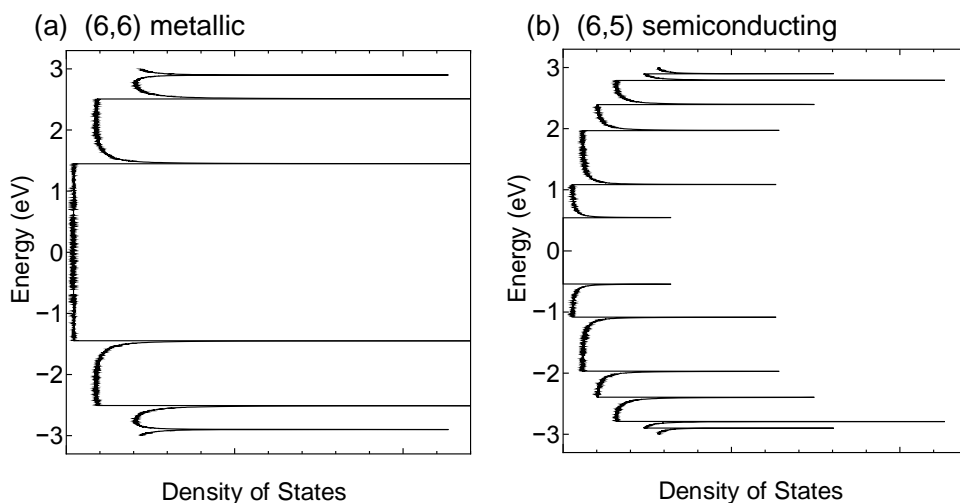 (a) (6,6) metallic
3
2
1
0
−1
−2
−3
Energy (eV)
Density of States
(b) (6,5) semiconducting
3
2
1
0
−1
−2
−3
Energy (eV)
Density of States